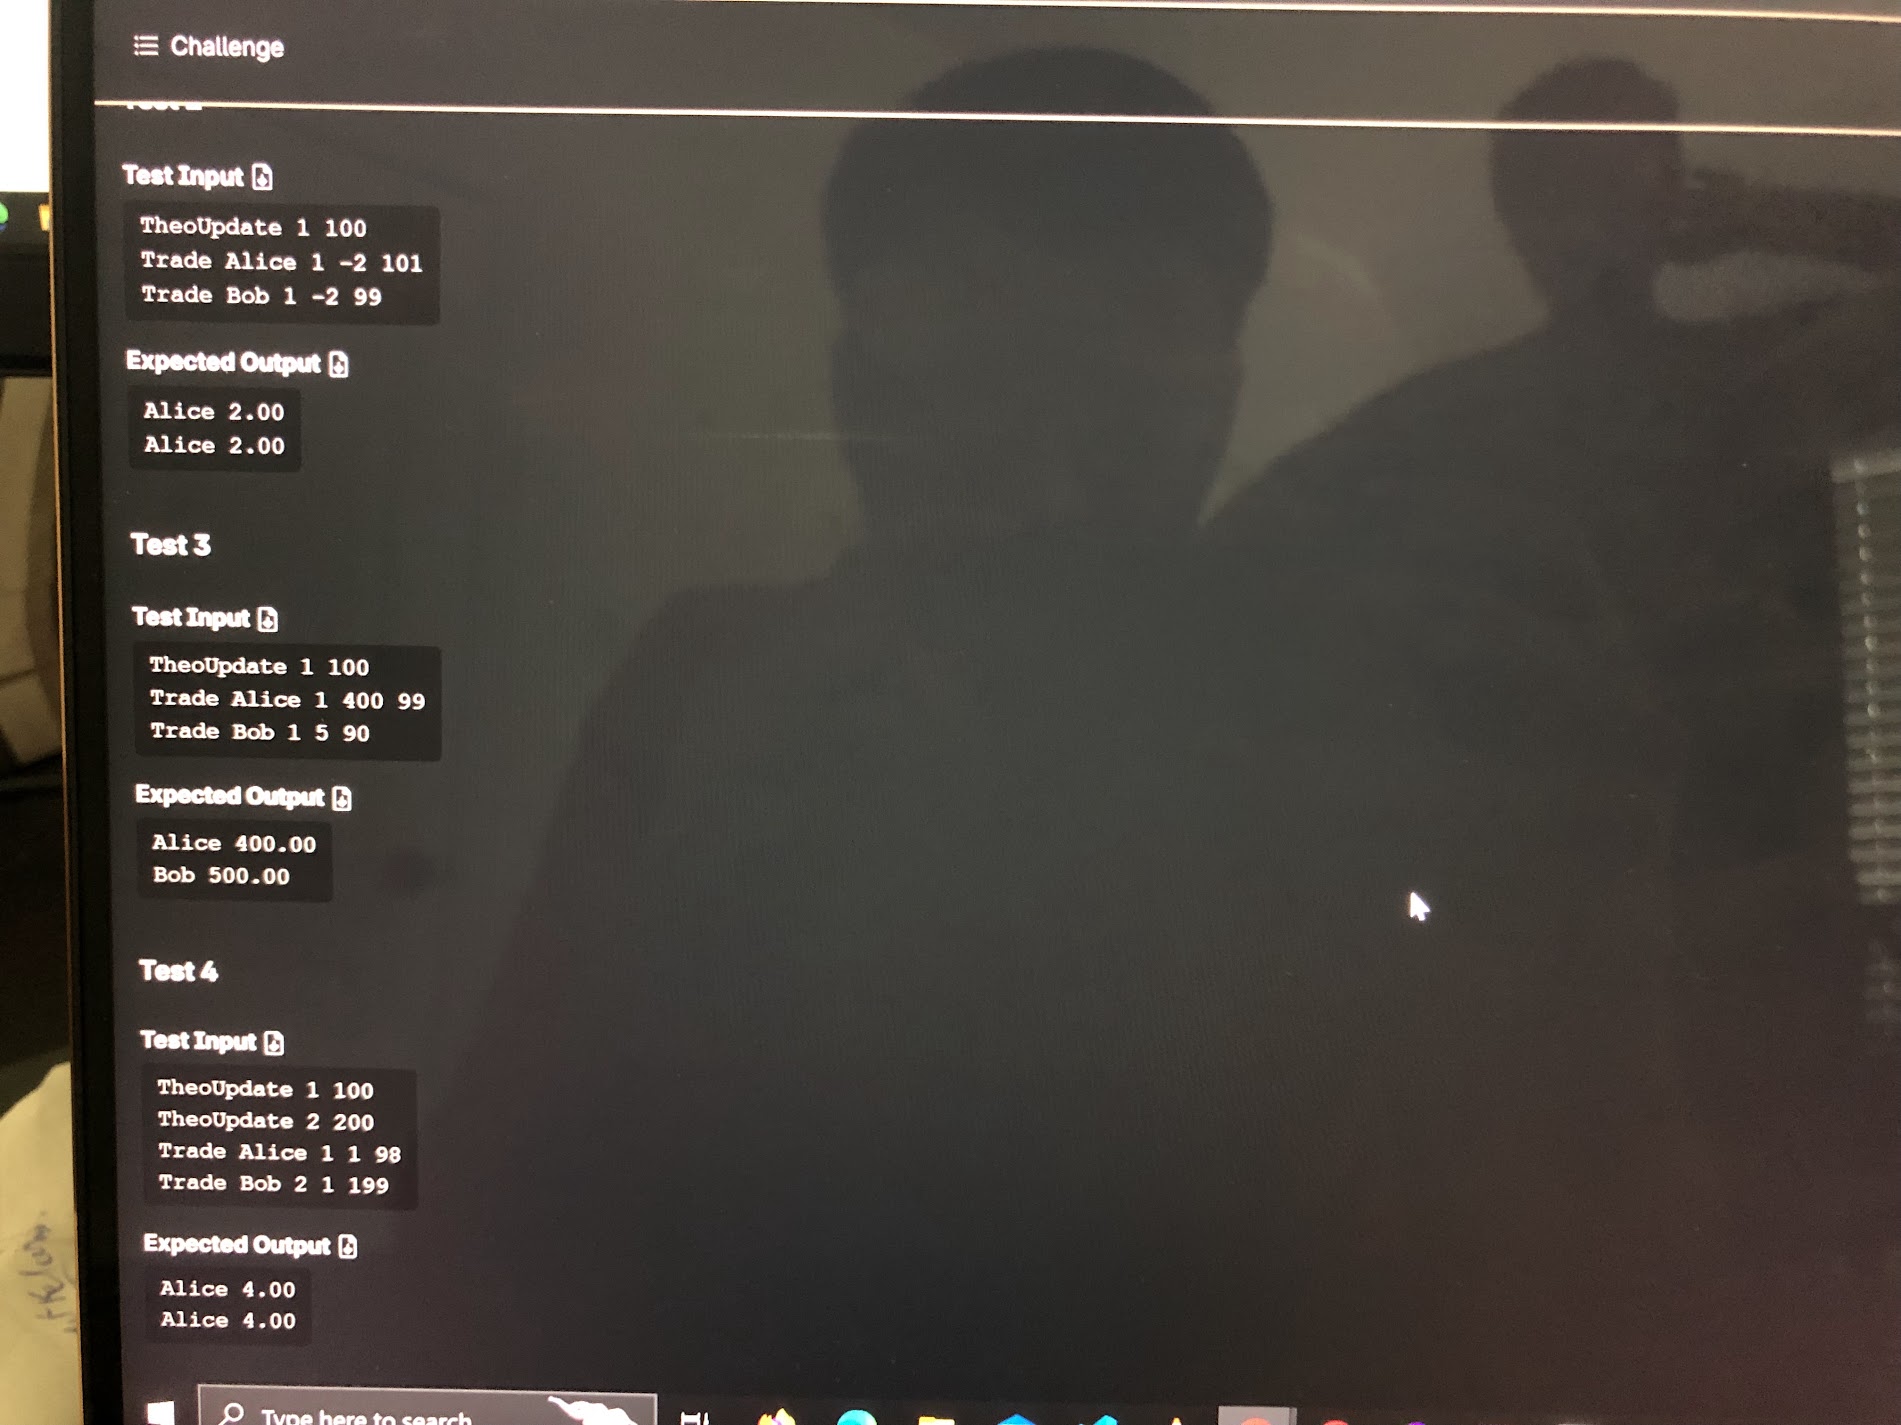 Challenge
Test Input
TheoUpdate 1 100
Trade Alice 1 -2 101
Trade Bob 1 -2 99
Expected Output
Alice 2.00
Alice 2.00
Test 3
Test Input
TheoUpdate 1 100
Trade Alice 1 400 99
Trade Bob 1 5 90
Expected Output
Alice 400.00
Bob 500.00
Test 4
Test Input
TheoUpdate 1 100
TheoUpdate 2 200
Trade Alice 1 1 98
Trade Bob 2 1 199
Expected Output
Alice 4.00
Alice 4.00
Type here to search